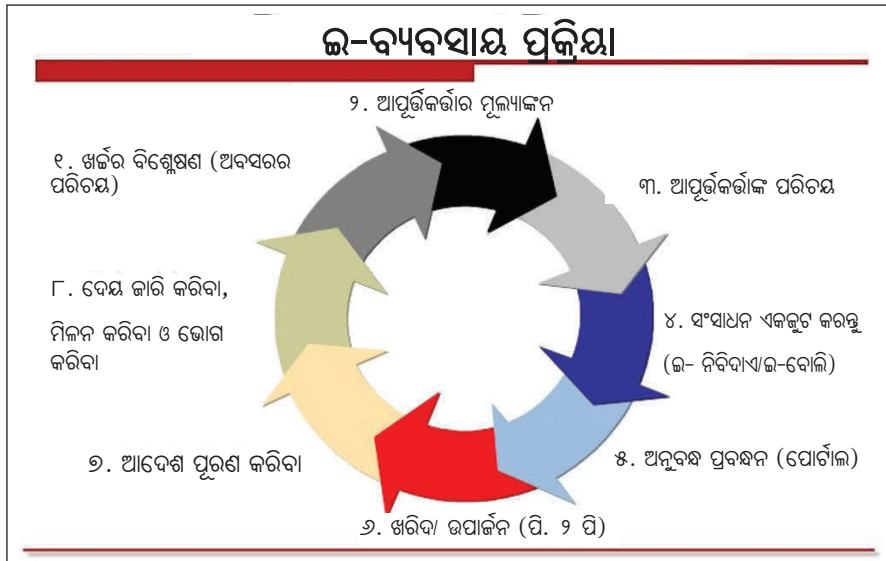 ଇ-ବ୍ୟବସାୟ ପ୍ରକ୍ରିୟା
୧. ଖର୍ଚ୍ଚର ବିଶ୍ଳେଷଣ (ଅବସରର
ପରିଚୟ)
୨. ଆପୂର୍ତ୍ତିକର୍ତ୍ତାର ମୂଲ୍ୟାଙ୍କନ
୩. ଆପୂର୍ତ୍ତକର୍ତ୍ତାଙ୍କ ପରିଚୟ
୪. ସଂସାଧନ ଏକଜୁଟ କରନ୍ତୁ
(ଇ- ନିବିଦାଏ/ଇ-ବୋଲି)
୫. ଅନୁବନ୍ଧ ପ୍ରବନ୍ଧନ (ପୋର୍ଟାଲ)
୬. ଖରିଦା ଉପାର୍ଜନ (ପି. ୨ ପି)
୭. ଆଦେଶ ପୂରଣ କରିବା
୮. ଦେୟ ଜାରି କରିବା,
ମିଳନ କରିବା ଓ ଭୋଗ
କରିବା